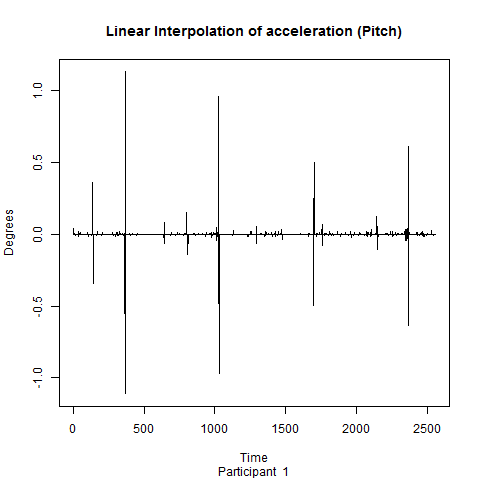 Linear Interpolation of acceleration (Pitch)
1.0
0.5
0.0
-0.5
-1.0
Degrees
0 500 1000 1500 2000 2500
Time
Participant 1